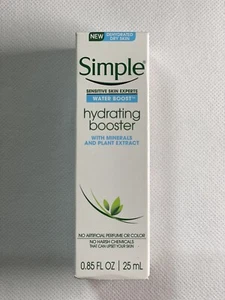 NEW
DEHYDRATED
DRY SKIN
Simple
SENSITIVE SKIN EXPERTS
WATER BOOST™
hydrating
booster
WITH MINERALS
AND PLANT EXTRACT
NO ARTIFICIAL PERFUME OR COLOR
NO HARSH CHEMICALS
THAT CAN UPSET YOUR SKIN
0.85 FL OZ | 25 mL